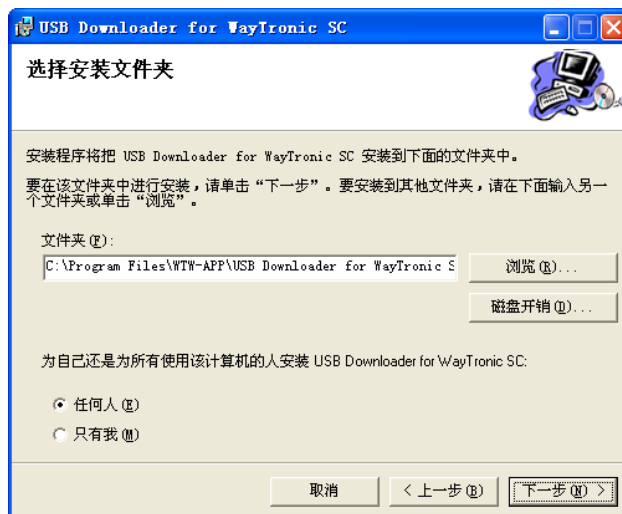 USB Downloader for WayTronic SC
选择安装文件夹
安装程序将把 USB Downloader for WayTronic SC 安装到下面的文件夹中。
要在该文件夹中进行安装，请单击“下一步”。要安装到其他文件夹，请在下面输入另一
个文件夹或单击“浏览”。
文件夹(F):
C:\Program Files\WTW-APP\USB Downloader for WayTronic S
浏览(R)...
磁盘开销(D)...
为自己还是为所有使用该计算机的人安装 USB Downloader for WayTronic SC:
任何人(E)
只有我(M)
取消
< 上一步(B)
下一步(N) >